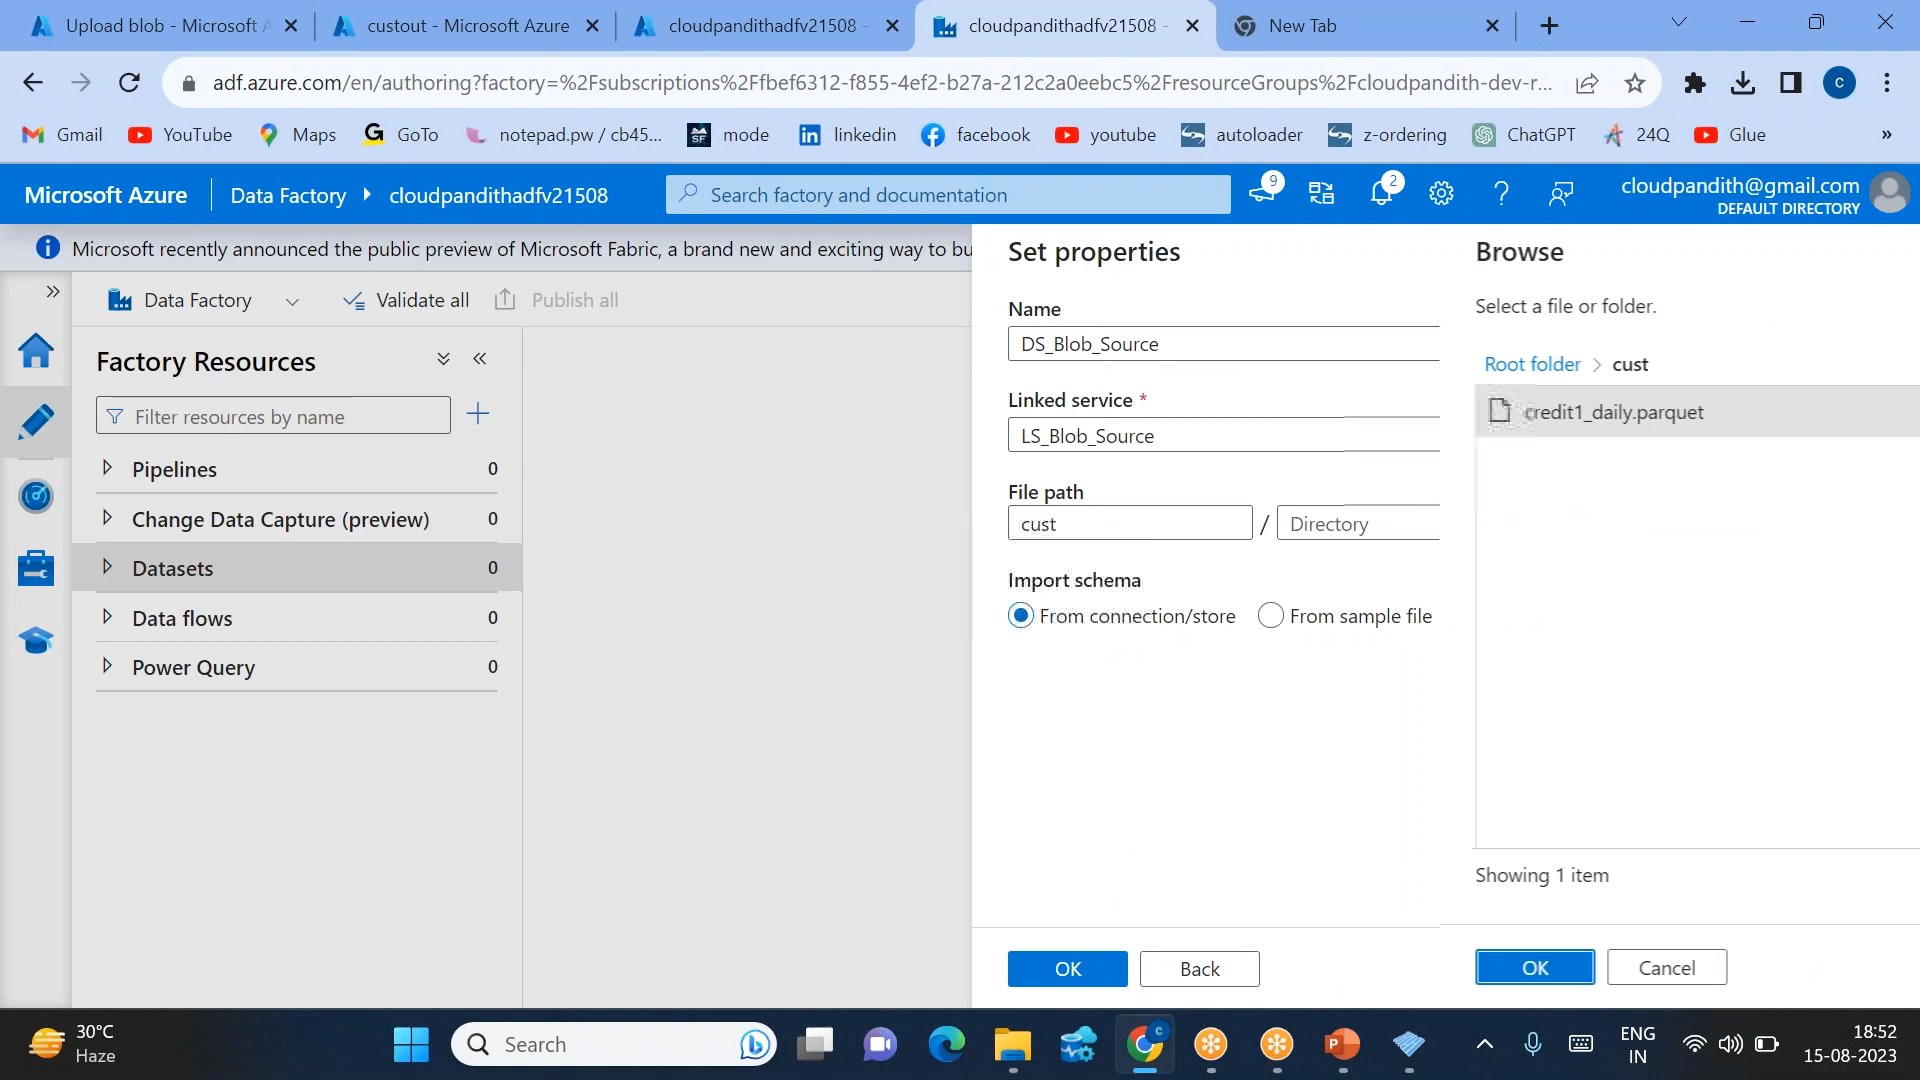 Upload blob - Microsoft A
custout - Microsoft Azure
cloudpandithadfv21508 -
cloudpandithadfv21508 -
New Tab
adf.azure.com/en/authoring?factory=%2Fsubscriptions%2Ffbef6312-f855-4ef2-b27a-212c2a0eebc5%2FresourceGroups%2Fcloudpandith-dev-r...
c
Gmail
YouTube
Maps
GoTo
notepad.pw / cb45...
mode
linkedin
facebook
youtube
autoloader
z-ordering
ChatGPT
24Q
Glue
»
Microsoft Azure
Data Factory
cloudpandithadfv21508
Search factory and documentation
9
2
cloudpandith@gmail.com
DEFAULT DIRECTORY
Microsoft recently announced the public preview of Microsoft Fabric, a brand new and exciting way to bu
Data Factory
Validate all
Publish all
Factory Resources
Filter resources by name
Pipelines 0
Change Data Capture (preview) 0
Datasets 0
Data flows 0
Power Query 0
Set properties
Name
DS_Blob_Source
Linked service *
LS_Blob_Source
File path
cust / Directory
Import schema
From connection/store
From sample file
OK
Back
Browse
Select a file or folder.
Root folder > cust
credit1_daily.parquet
Showing 1 item
OK
Cancel
30°C
Haze
Search
ENG
IN
18:52
15-08-2023